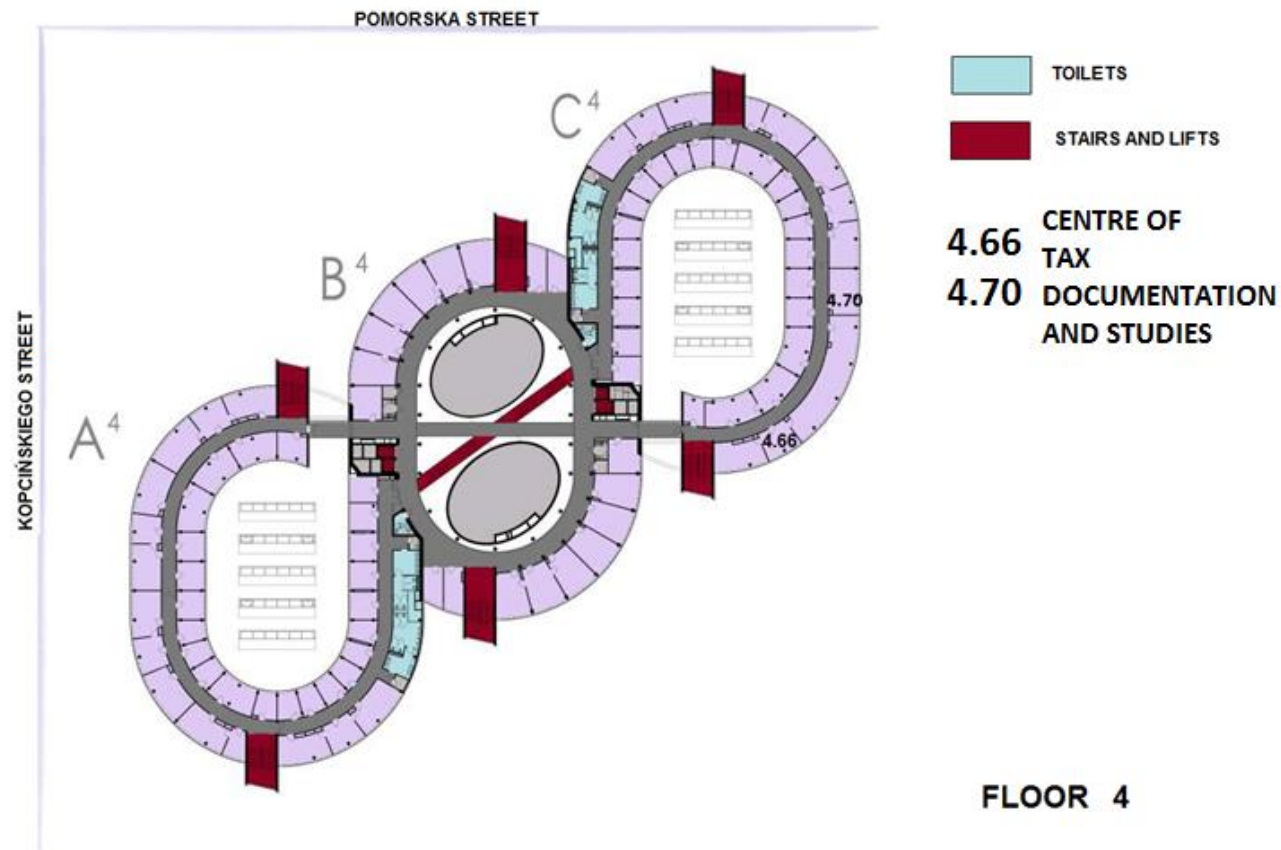 POMORSKA STREET
KOPCIŃSKIEGO STREET
A4
B4
C4
4.70
4.66
TOILETS
STAIRS AND LIFTS
4.66 CENTRE OF
TAX
4.70 DOCUMENTATION
AND STUDIES
FLOOR 4